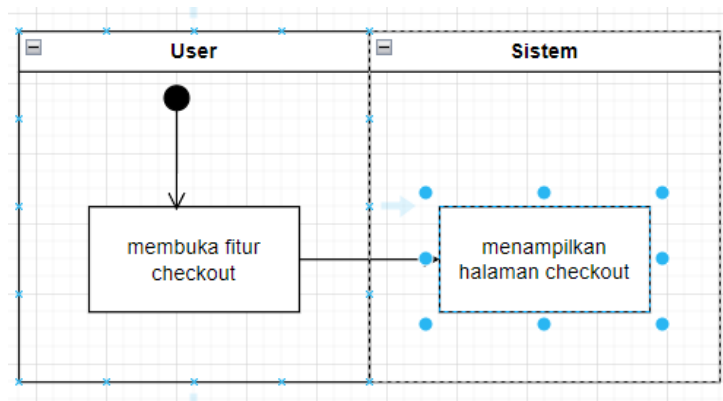 User
Sistem
membuka fitur
checkout
menampilkan
halaman checkout